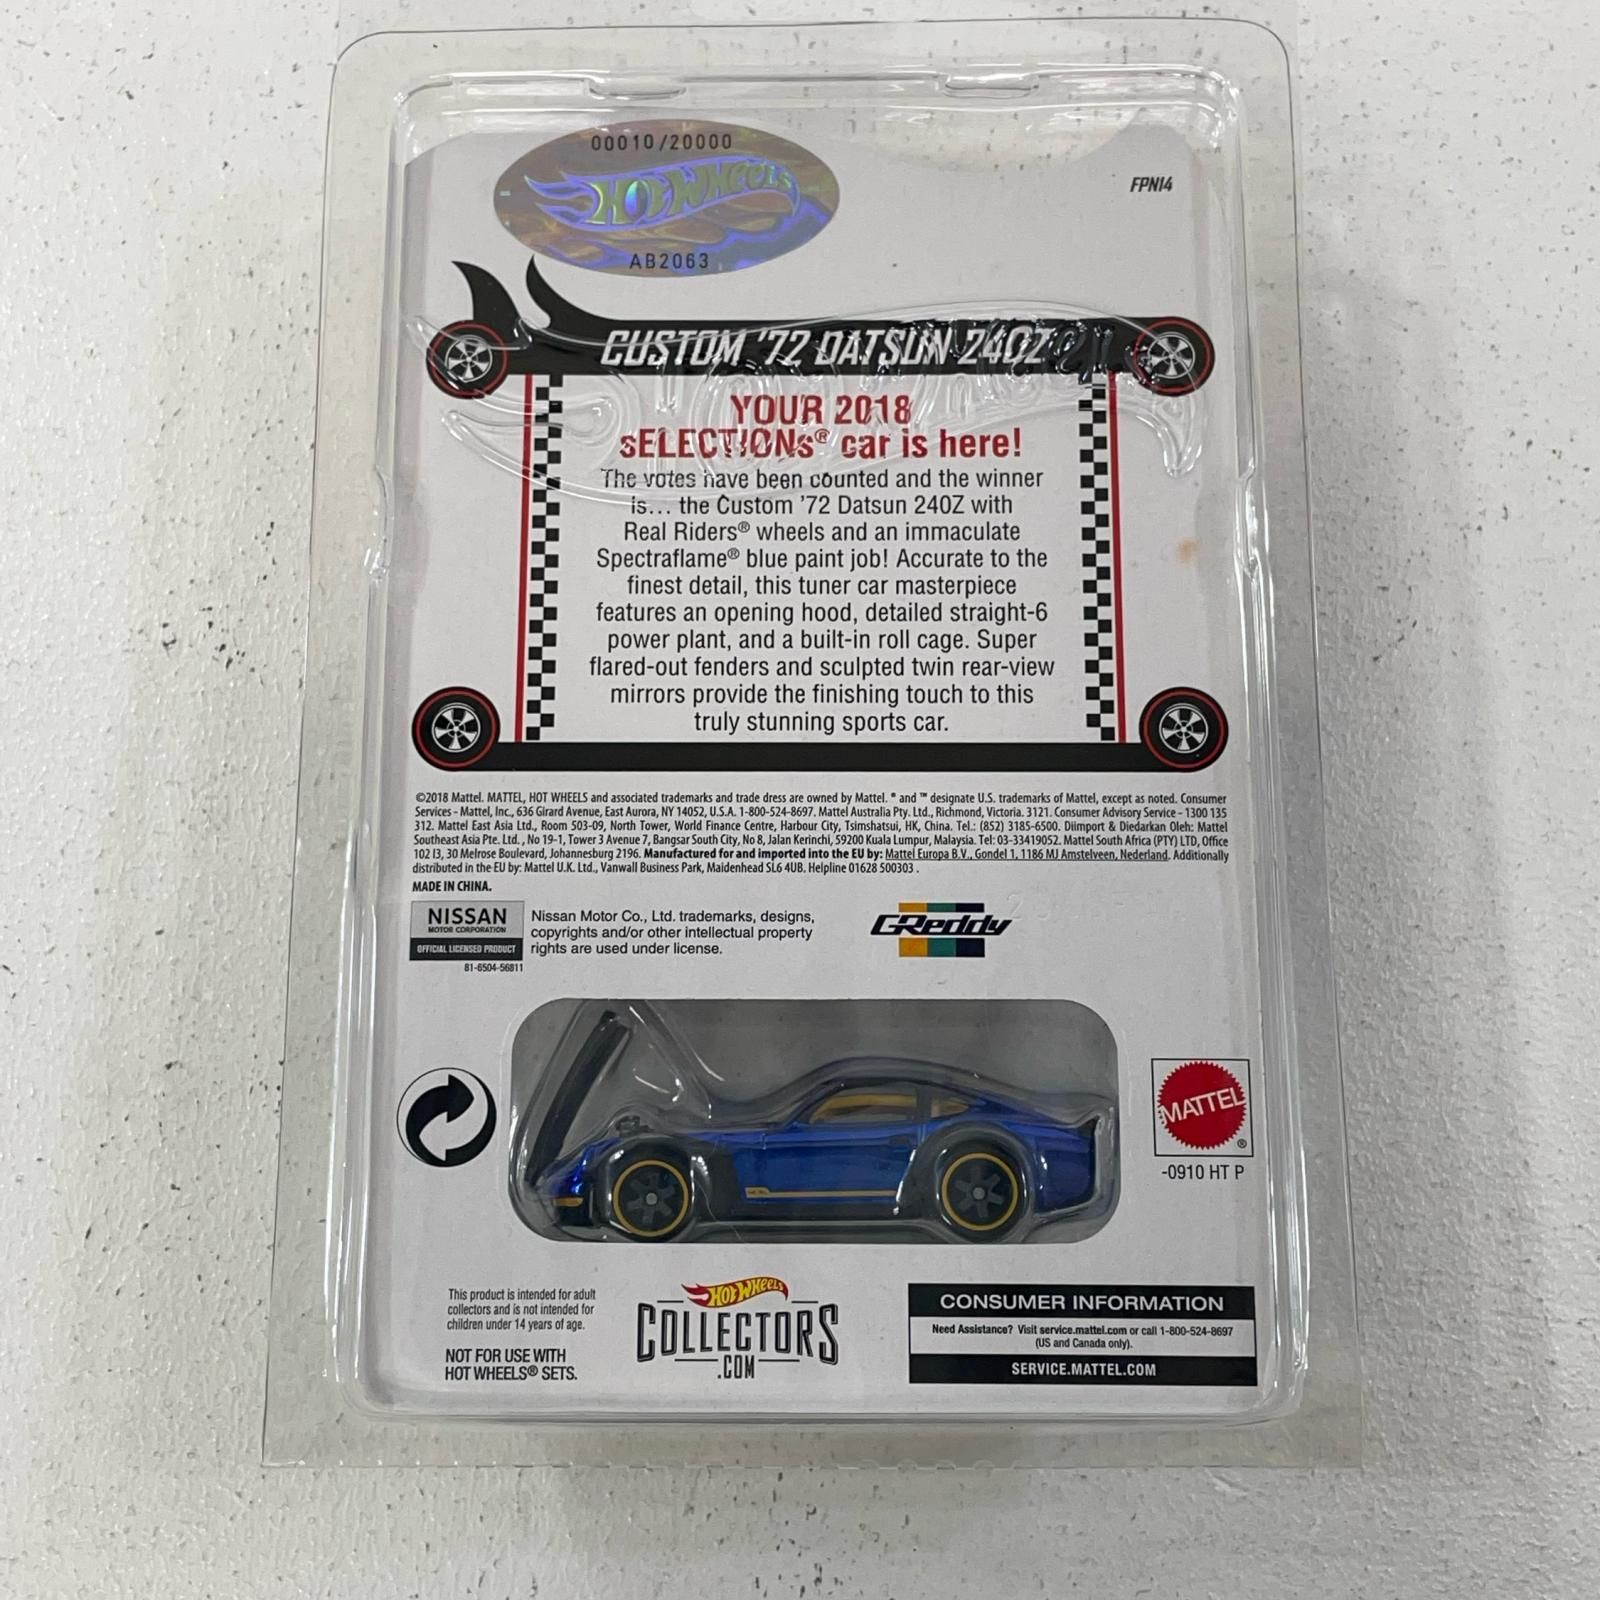 00010/20000
HOT WHEELS
AB2063
FPN14
CUSTOM '72 DATSUN 240Z
YOUR 2018
sELECTIONs® car is here!
The votes have been counted and the winner
is... the Custom '72 Datsun 240Z with
Real Riders® wheels and an immaculate
Spectraflame® blue paint job! Accurate to the
finest detail, this tuner car masterpiece
features an opening hood, detailed straight-6
power plant, and a built-in roll cage. Super
flared-out fenders and sculpted twin rear-view
mirrors provide the finishing touch to this
truly stunning sports car.
©2018 Mattel. MATTEL, HOT WHEELS and associated trademarks and trade dress are owned by Mattel. ® and ™ designate U.S. trademarks of Mattel, except as noted. Consumer
Services - Mattel, Inc., 636 Girard Avenue, East Aurora, NY 14052, U.S.A. 1-800-524-8697. Mattel Australia Pty. Ltd., Richmond, Victoria. 3121. Consumer Advisory Service - 1300 135
312. Mattel East Asia Ltd., Room 503-09, North Tower, World Finance Centre, Harbour City, Tsimshatsui, HK, China. Tel.: (852) 3185-6500. Diimport & Diedarkan Oleh: Mattel
Southeast Asia Pte. Ltd., No 19-1, Tower 3 Avenue 7, Bangsar South City, No 8, Jalan Kerinchi, 59200 Kuala Lumpur, Malaysia. Tel: 03-33419052. Mattel South Africa (PTY) LTD, Office
102 I3, 30 Melrose Boulevard, Johannesburg 2196. Manufactured for and imported into the EU by: Mattel Europa B.V., Gondel 1, 1186 MJ Amstelveen, Nederland. Additionally
distributed in the EU by: Mattel U.K. Ltd., Vanwall Business Park, Maidenhead SL6 4UB. Helpline 01628 500303 .
MADE IN CHINA.
NISSAN
MOTOR CORPORATION
OFFICIAL LICENSED PRODUCT
81-6504-56811
Nissan Motor Co., Ltd. trademarks, designs,
copyrights and/or other intellectual property
rights are used under license.
GReddy
MATTEL
®
-0910 HT P
This product is intended for adult
collectors and is not intended for
children under 14 years of age.
NOT FOR USE WITH
HOT WHEELS® SETS.
HOT WHEELS
COLLECTORS
.COM
CONSUMER INFORMATION
Need Assistance? Visit service.mattel.com or call 1-800-524-8697
(US and Canada only).
SERVICE.MATTEL.COM